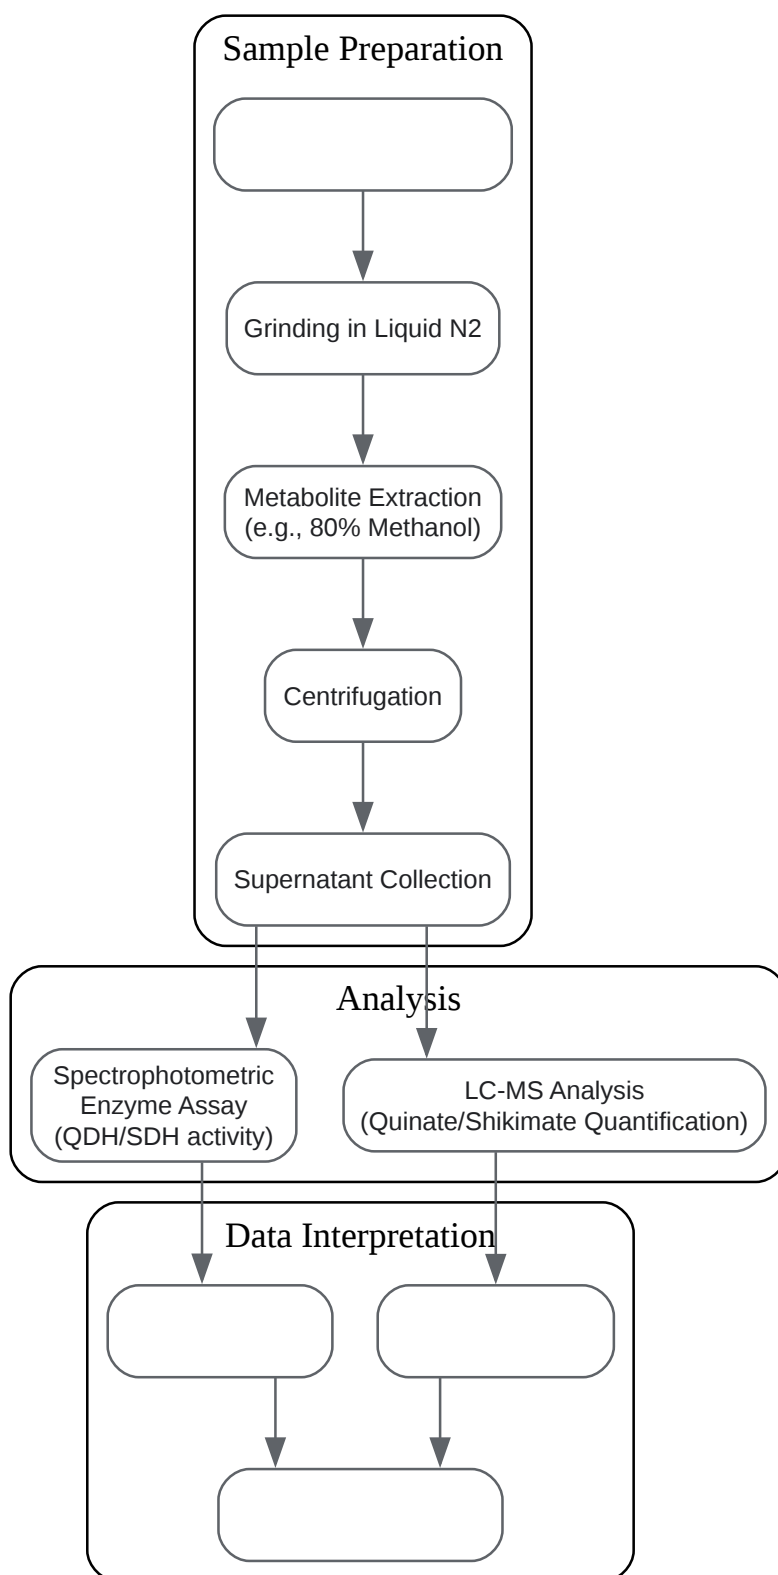 Sample Preparation
Grinding in Liquid N2
Metabolite Extraction
(e.g., 80% Methanol)
Centrifugation
Supernatant Collection
Analysis
Spectrophotometric
Enzyme Assay
(QDH/SDH activity)
LC-MS Analysis
(Quinate/Shikimate Quantification)
Data Interpretation